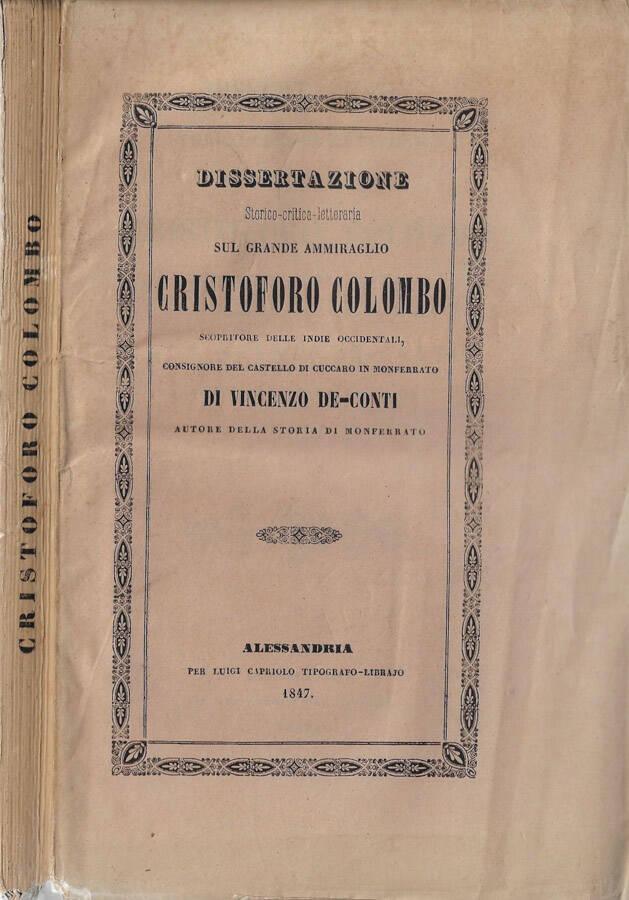 CRISTOFORO COLOMBO
DISSERTAZIONE
Storico-critica-letteraria
SUL GRANDE AMMIRAGLIO
CRISTOFORO COLOMBO
SCOPRITORE DELLE INDIE OCCIDENTALI,
CONSIGNORE DEL CASTELLO DI CUCCARO IN MONFERRATO
DI VINCENZO DE-CONTI
AUTORE DELLA STORIA DI MONFERRATO
ALESSANDRIA
PER LUIGI CAPRIOLO TIPOGRAFO-LIBRAJO
1847.